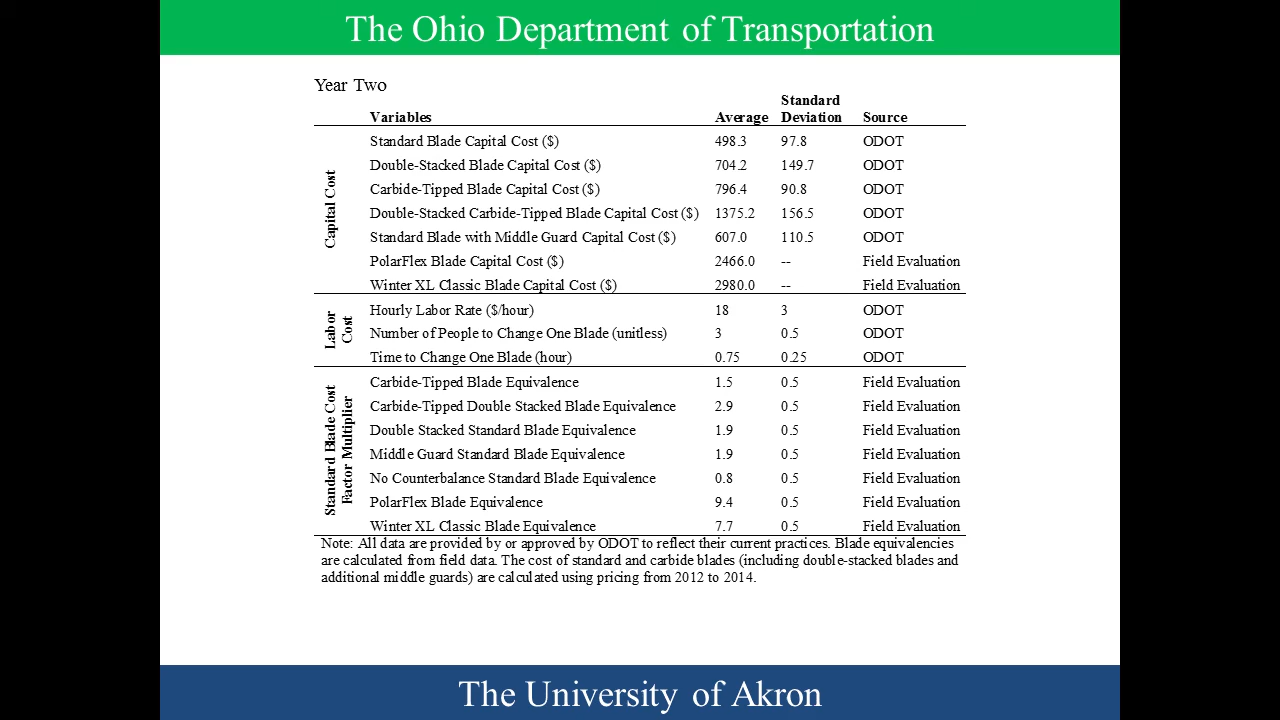 The Ohio Department of Transportation
Year Two
Variables Average Standard Deviation Source
Capital Cost
Standard Blade Capital Cost ($) 498.3 97.8 ODOT
Double-Stacked Blade Capital Cost ($) 704.2 149.7 ODOT
Carbide-Tipped Blade Capital Cost ($) 796.4 90.8 ODOT
Double-Stacked Carbide-Tipped Blade Capital Cost ($) 1375.2 156.5 ODOT
Standard Blade with Middle Guard Capital Cost ($) 607.0 110.5 ODOT
PolarFlex Blade Capital Cost ($) 2466.0 -- Field Evaluation
Winter XL Classic Blade Capital Cost ($) 2980.0 -- Field Evaluation
Labor Cost
Hourly Labor Rate ($/hour) 18 3 ODOT
Number of People to Change One Blade (unitless) 3 0.5 ODOT
Time to Change One Blade (hour) 0.75 0.25 ODOT
Standard Blade Cost Factor Multiplier
Carbide-Tipped Blade Equivalence 1.5 0.5 Field Evaluation
Carbide-Tipped Double Stacked Blade Equivalence 2.9 0.5 Field Evaluation
Double Stacked Standard Blade Equivalence 1.9 0.5 Field Evaluation
Middle Guard Standard Blade Equivalence 1.9 0.5 Field Evaluation
No Counterbalance Standard Blade Equivalence 0.8 0.5 Field Evaluation
PolarFlex Blade Equivalence 9.4 0.5 Field Evaluation
Winter XL Classic Blade Equivalence 7.7 0.5 Field Evaluation
Note: All data are provided by or approved by ODOT to reflect their current practices. Blade equivalencies
are calculated from field data. The cost of standard and carbide blades (including double-stacked blades and
additional middle guards) are calculated using pricing from 2012 to 2014.
The University of Akron